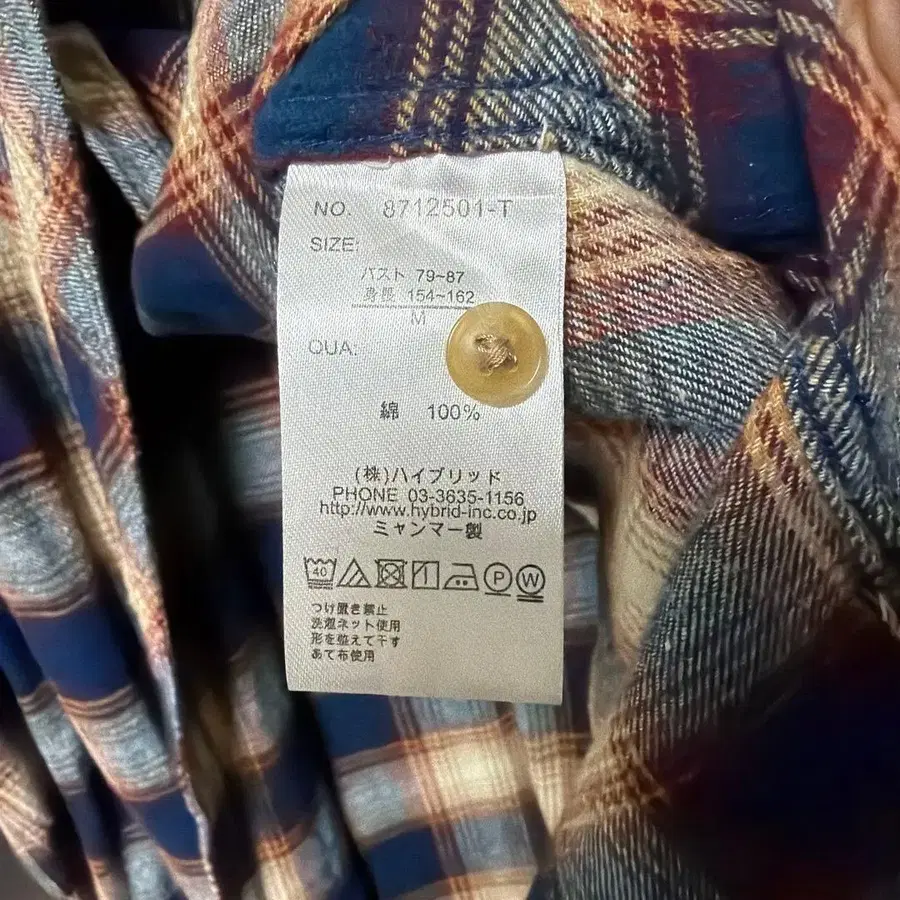 NO. 8712501-T
SIZE:
バスト 79~87
身長 154~162
M
QUA:
綿 100%
(株)ハイブリッド
PHONE 03-3635-1156
http://www.hybrid-inc.co.jp
ミャンマー製
40 P W
つけ置き禁止
洗濯ネット使用
形を整えて干す
あて布使用